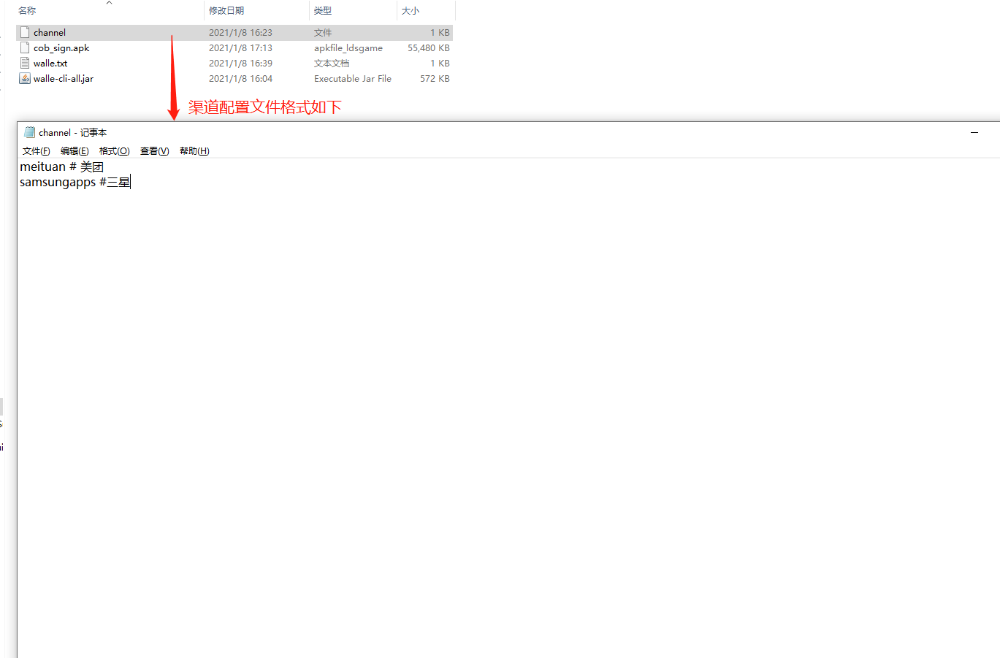 名称 修改日期 类型 大小
channel 2021/1/8 16:23 文件 1 KB
cob_sign.apk 2021/1/8 17:13 apkfile_ldsgame 55,480 KB
walle.txt 2021/1/8 16:39 文本文档 1 KB
walle-cli-all.jar 2021/1/8 16:04 Executable Jar File 572 KB
渠道配置文件格式如下
channel - 记事本
文件(F) 编辑(E) 格式(O) 查看(V) 帮助(H)
meituan # 美团
samsungapps #三星